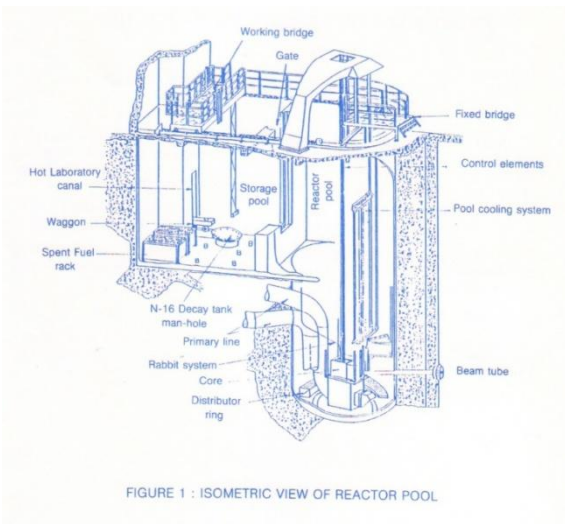 Working bridge
Gate
Fixed bridge
Control elements
Hot Laboratory
canal
Storage
pool
Reactor
pool
Pool cooling system
Waggon
Spent Fuel
rack
N-16 Decay tank
man-hole
Primary line
Rabbit system
Core
Beam tube
Distributor
ring
FIGURE 1 : ISOMETRIC VIEW OF REACTOR POOL